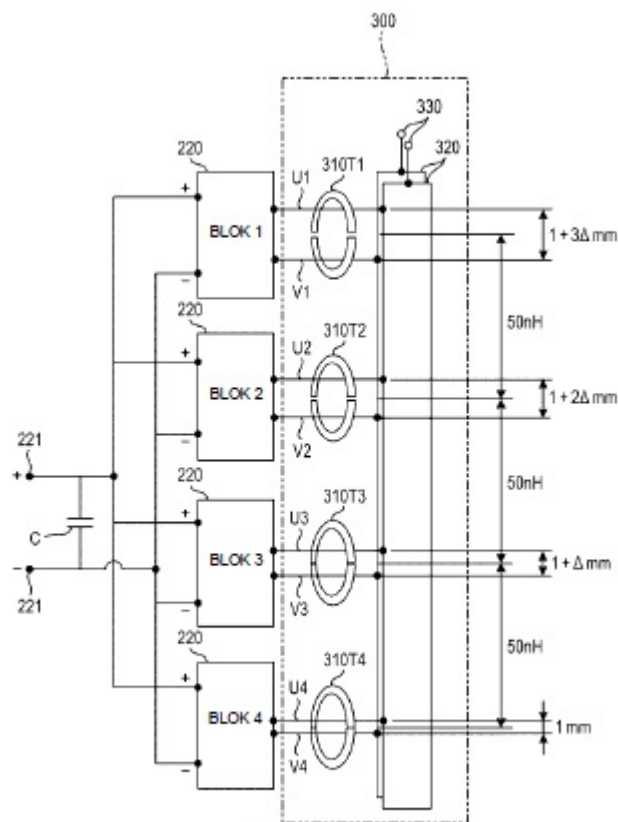 300
330
320
220
U1
310T1
+
BLOK 1
1 + 3Δ mm
−
V1
50nH
220
310T2
U2
+
BLOK 2
1 + 2Δ mm
−
V2
221
+
220
50nH
310T3
U3
+
C
BLOK 3
1 + Δ mm
−
221
−
V3
220
50nH
310T4
+
U4
BLOK 4
1 mm
V4
−